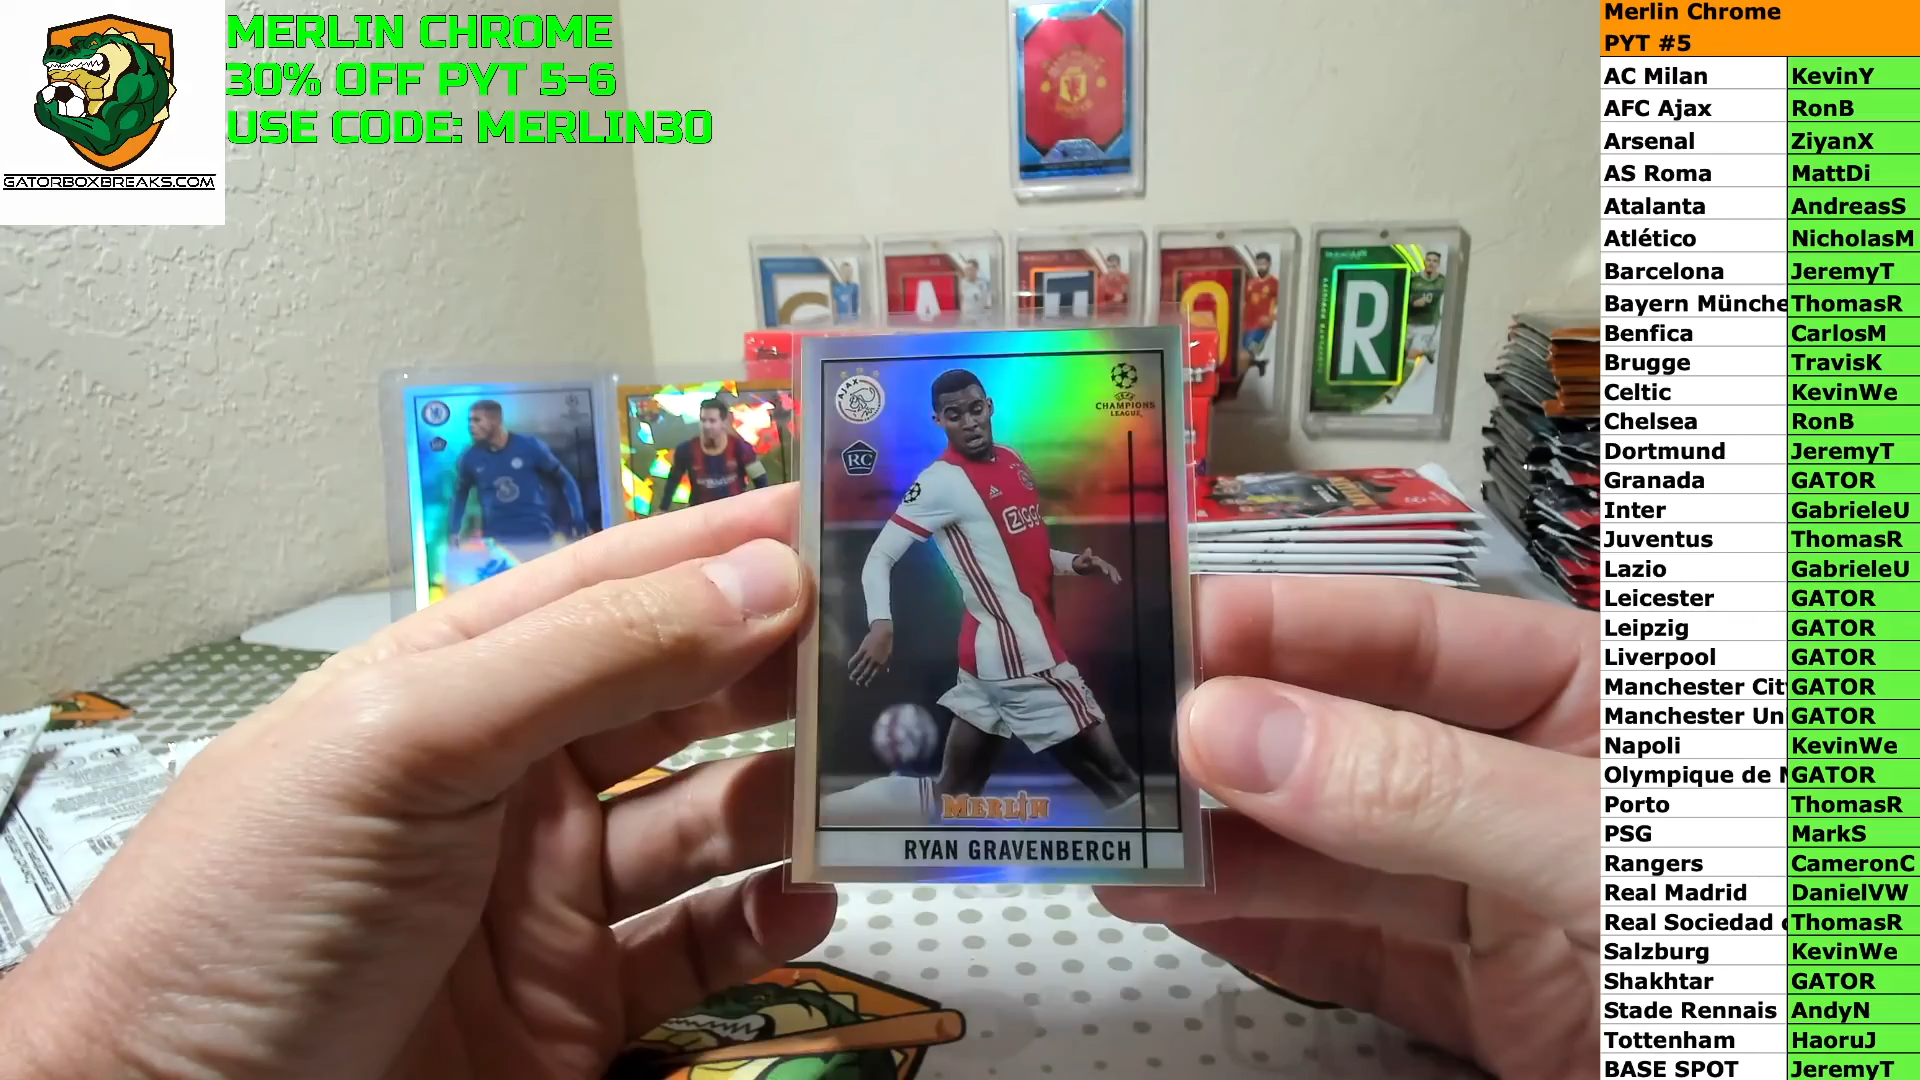 MERLIN CHROME
30% OFF PYT 5-6
USE CODE: MERLIN30
GATORBOXBREAKS.COM
AJAX
RC
UEFA
CHAMPIONS
LEAGUE
Ziggo
MERLIN
RYAN GRAVENBERCH
3
R
Merlin Chrome
PYT #5
AC Milan KevinY
AFC Ajax RonB
Arsenal ZiyanX
AS Roma MattDi
Atalanta AndreasS
Atlético NicholasM
Barcelona JeremyT
Bayern Münche ThomasR
Benfica CarlosM
Brugge TravisK
Celtic KevinWe
Chelsea RonB
Dortmund JeremyT
Granada GATOR
Inter GabrieleU
Juventus ThomasR
Lazio GabrieleU
Leicester GATOR
Leipzig GATOR
Liverpool GATOR
Manchester Cit GATOR
Manchester Un GATOR
Napoli KevinWe
Olympique de M GATOR
Porto ThomasR
PSG MarkS
Rangers CameronC
Real Madrid DanielVW
Real Sociedad d ThomasR
Salzburg KevinWe
Shakhtar GATOR
Stade Rennais AndyN
Tottenham HaoruJ
BASE SPOT JeremyT